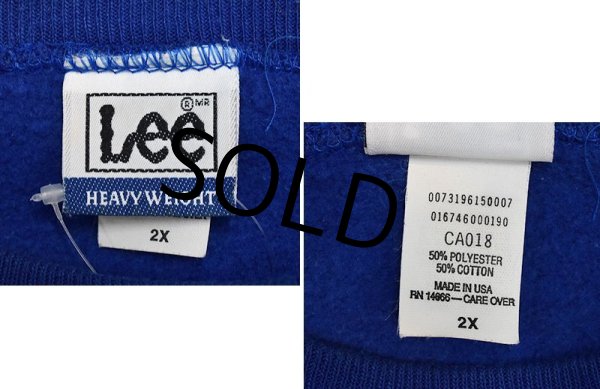 ® MR
Lee
HEAVY WEIGHT
2X
SOLD
0073196150007
016746000190
CA018
50% POLYESTER
50% COTTON
MADE IN USA
RN 14966—CARE OVER
2X